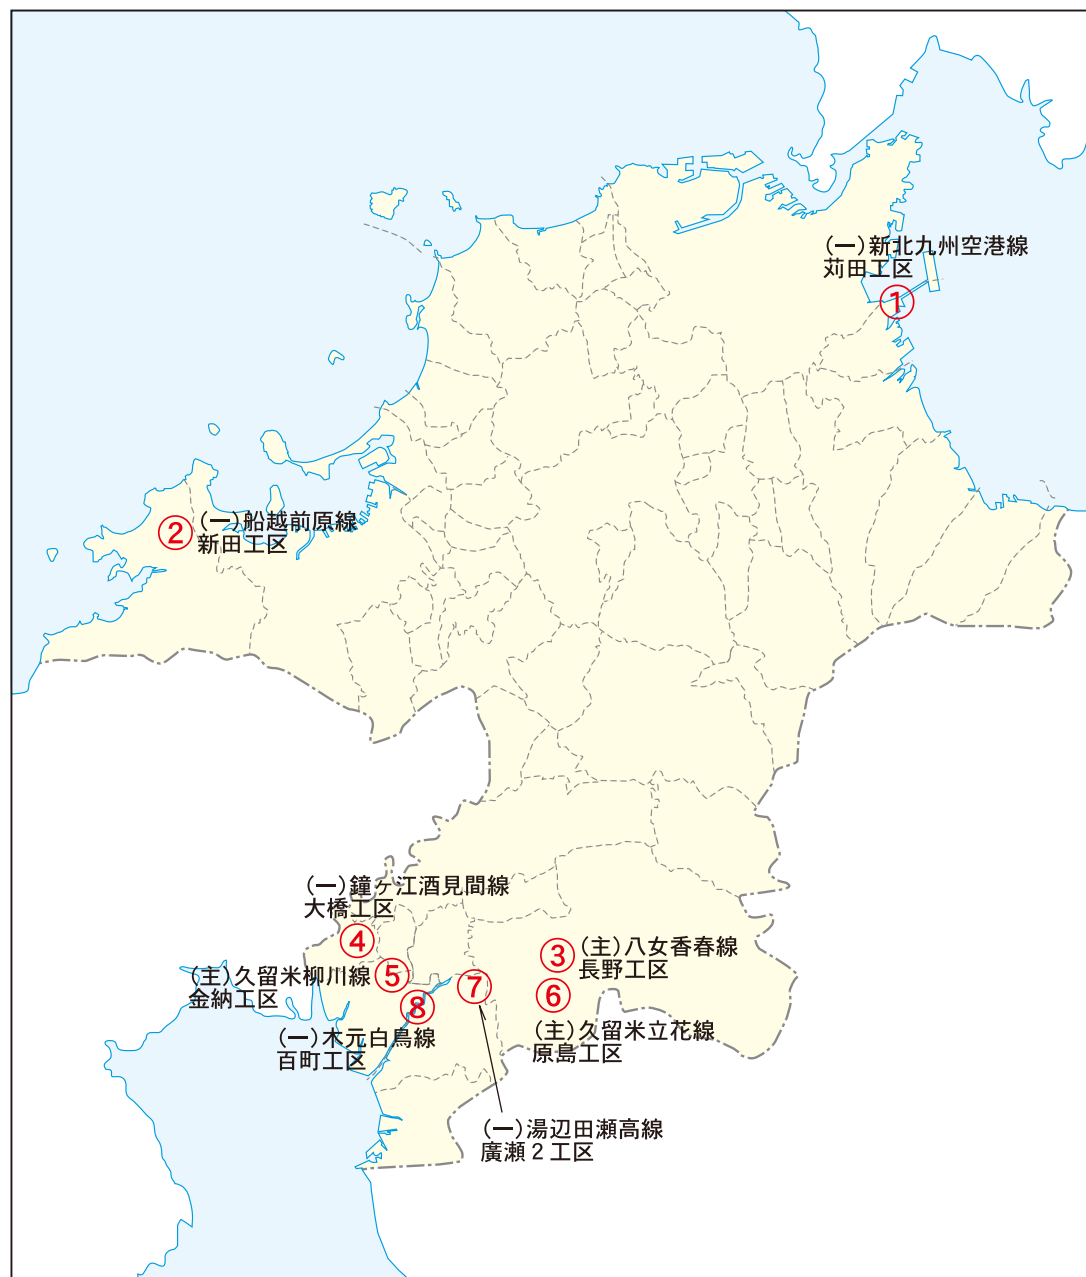 (一)新北九州空港線
苅田工区
①
②
(一)船越前原線
新田工区
(一)鐘ヶ江酒見間線
大橋工区
④
③
(主)八女香春線
長野工区
(主)久留米柳川線
金納工区
⑤
⑦
⑥
⑧
(一)木元白鳥線
百町工区
(主)久留米立花線
原島工区
(一)湯辺田瀬高線
廣瀬2工区